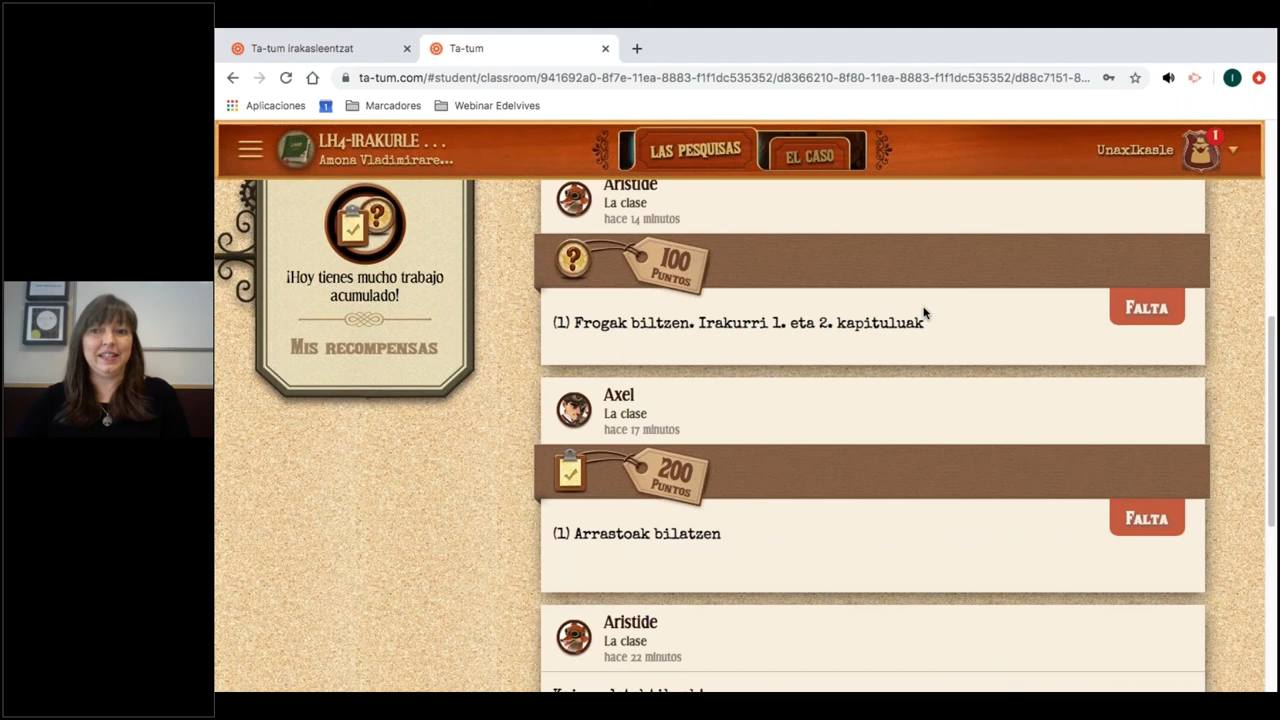 Ta-tum irakasleentzat
Ta-tum
ta-tum.com/#student/classroom/941692a0-8f7e-11ea-8883-f1f1dc535352/d8366210-8f80-11ea-8883-f1f1dc535352/d88c7151-8...
Aplicaciones
1
Marcadores
Webinar Edelvives
LH4-IRAKURLE ...
Amona Vladimirare...
LAS PESQUISAS
EL CASO
UnaxIkasle
1
¡Hoy tienes mucho trabajo
acumulado!
MIS RECOMPENSAS
Aristide
La clase
hace 14 minutos
100
PUNTOS
FALTA
(1) Frogak biltzen. Irakurri 1. eta 2. kapituluak
Axel
La clase
hace 17 minutos
200
PUNTOS
FALTA
(1) Arrastoak bilatzen
Aristide
La clase
hace 22 minutos